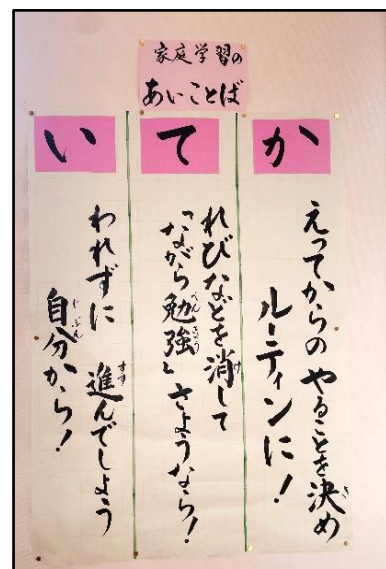 家庭学習の
あいことば
か
えってからの やることを決め
ルーティンに！
て
れびなどを消して
「ながら勉強」さようなら！
い
われずに 進んでしよう
自分から！